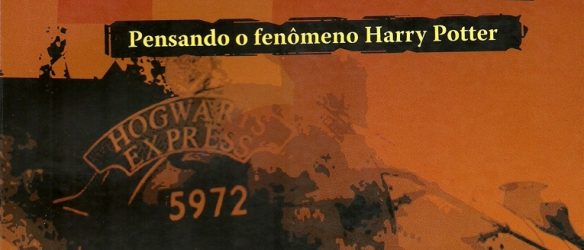 Pensando o fenômeno Harry Potter
HOGWARTS
EXPRESS
5972